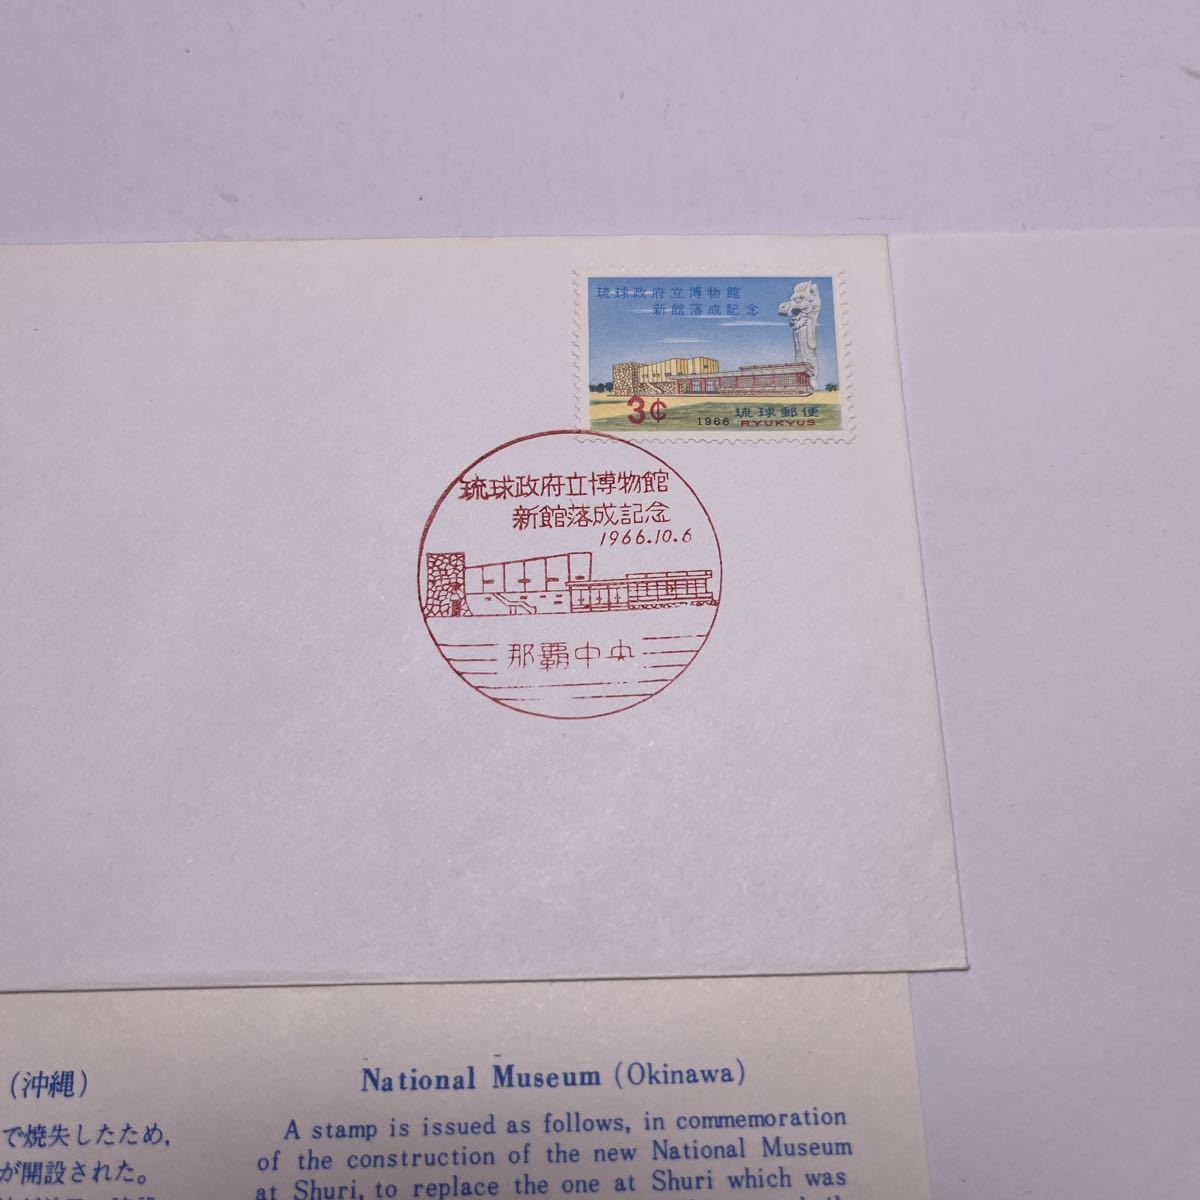 琉球政府立博物館
新館落成記念
3¢
1966
琉球郵便
RYUKYUS
琉球政府立博物館
新館落成記念
1966.10.6
那覇中央
(沖縄)
で焼失したため,
が開設された。
National Museum (Okinawa)
A stamp is issued as follows, in commemoration
of the construction of the new National Museum
at Shuri, to replace the one at Shuri which was